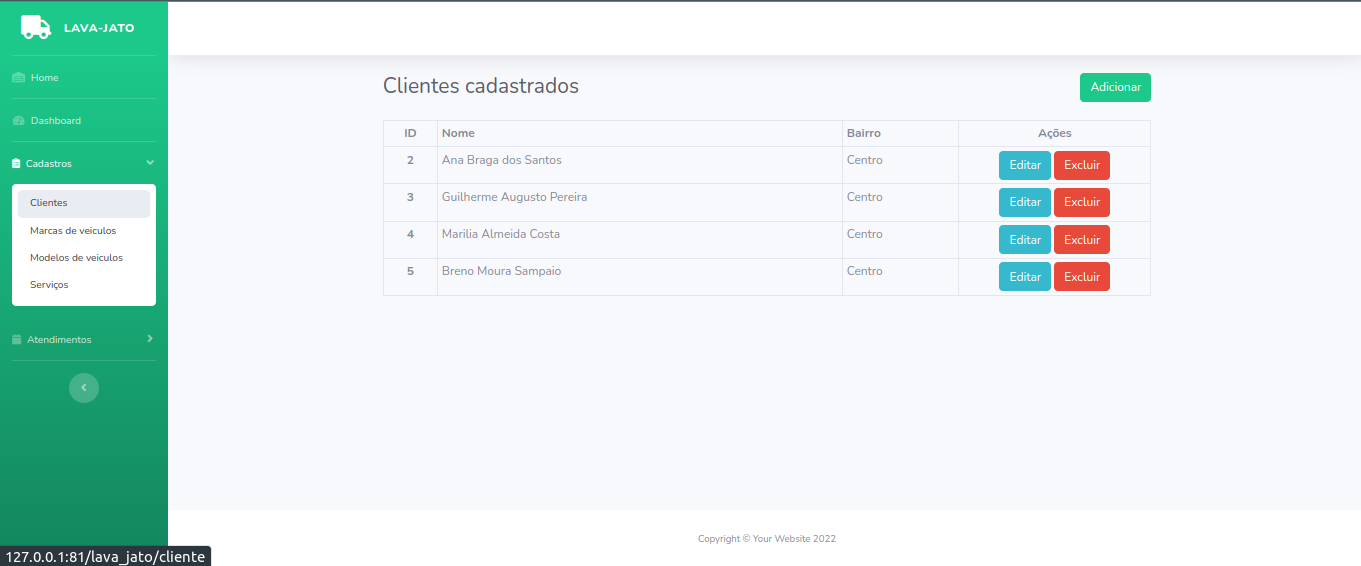 LAVA-JATO
Home
Dashboard
Cadastros
Clientes
Marcas de veiculos
Modelos de veiculos
Serviços
Atendimentos
Clientes cadastrados
Adicionar
ID Nome Bairro Ações
2 Ana Braga dos Santos Centro Editar Excluir
3 Guilherme Augusto Pereira Centro Editar Excluir
4 Marilia Almeida Costa Centro Editar Excluir
5 Breno Moura Sampaio Centro Editar Excluir
Copyright © Your Website 2022
127.0.0.1:81/lava_jato/cliente